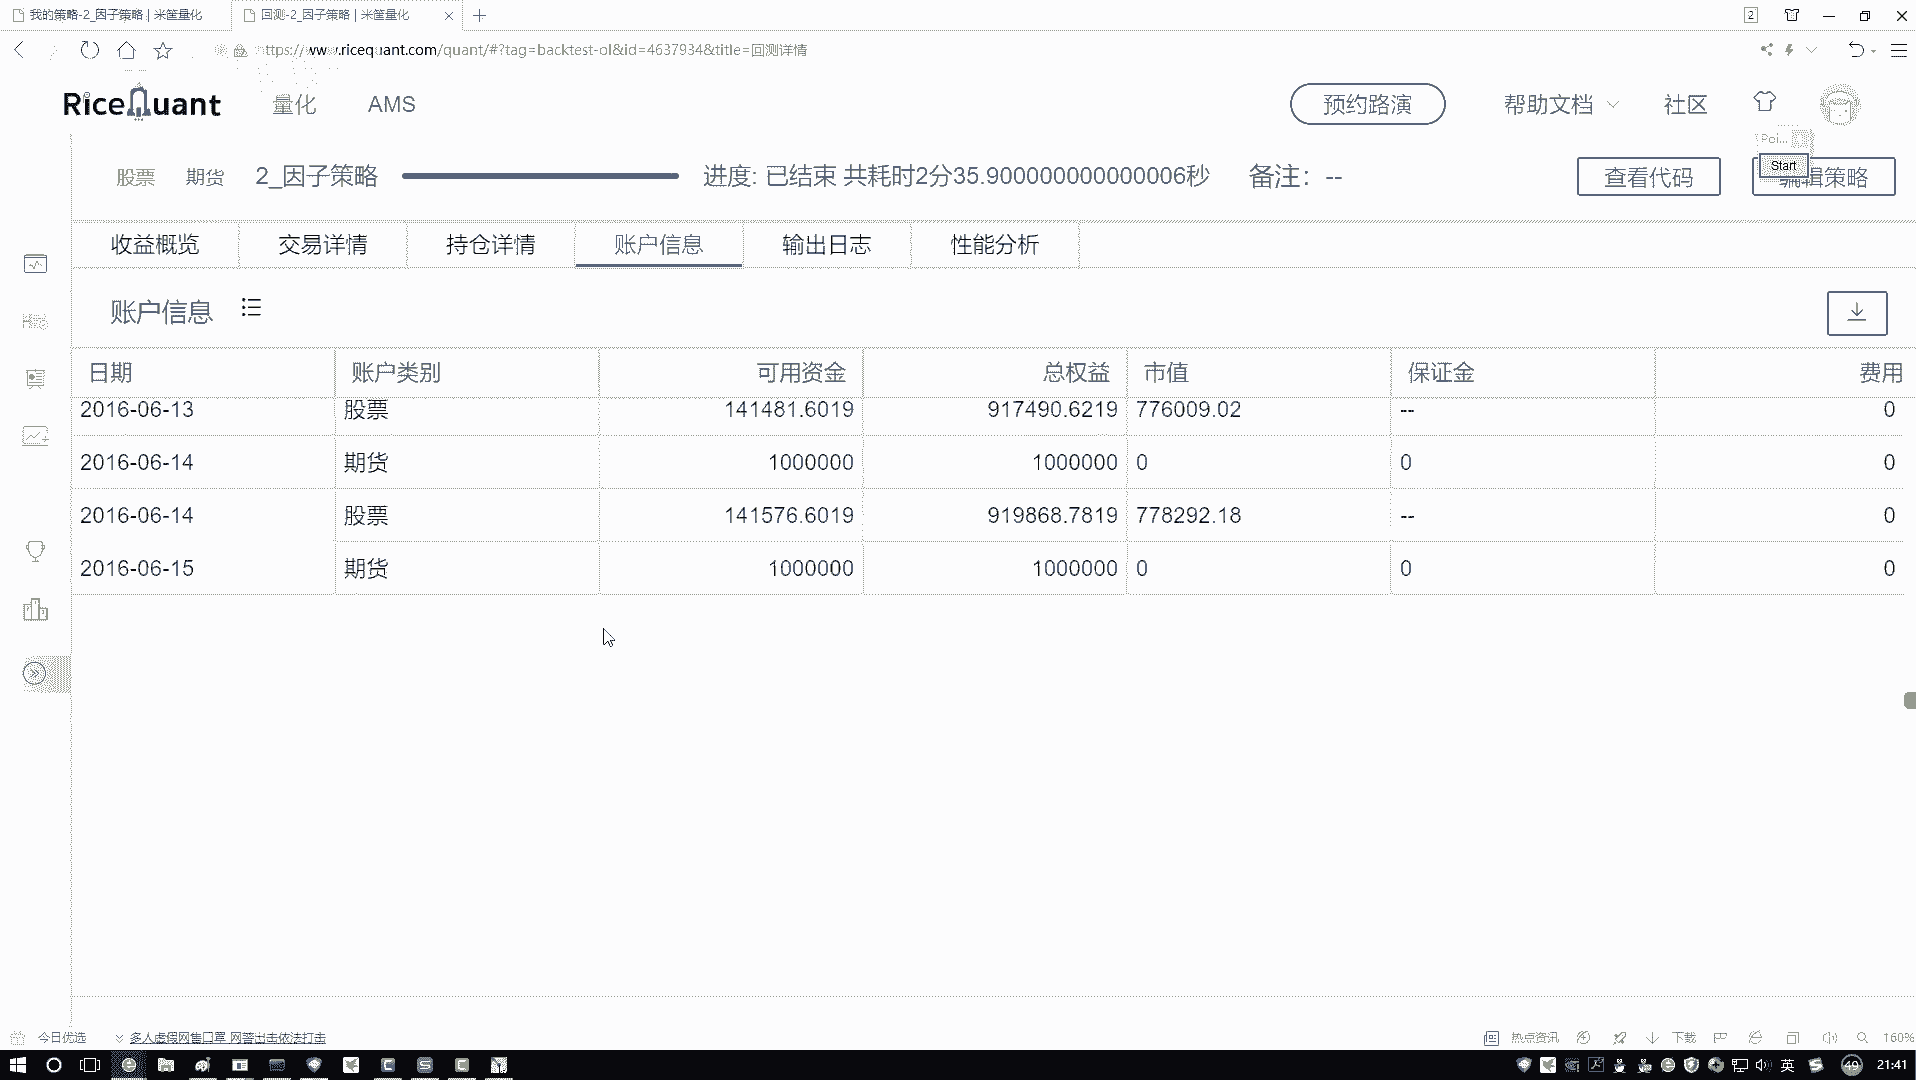 我的策略-2_因子策略 | 米筐量化
回测-2_因子策略 | 米筐量化
2
https://www.ricequant.com/quant/#?tag=backtest-ol&id=4637934&title=回测详情
RiceQuant
量化
AMS
预约路演
帮助文档
社区
Poi...
Start
股票
期货
2_因子策略
进度: 已结束 共耗时2分35.900000000000006秒
备注: --
查看代码
编辑策略
收益概览 交易详情 持仓详情 账户信息 输出日志 性能分析
账户信息
日期 账户类别 可用资金 总权益 市值 保证金 费用
2016-06-13 股票 141481.6019 917490.6219 776009.02 -- 0
2016-06-14 期货 1000000 1000000 0 0 0
2016-06-14 股票 141576.6019 919868.7819 778292.18 -- 0
2016-06-15 期货 1000000 1000000 0 0 0
今日优选
多人虚假网售口罩 网警出击依法打击
热点资讯
下载
160%
英
49
21:41